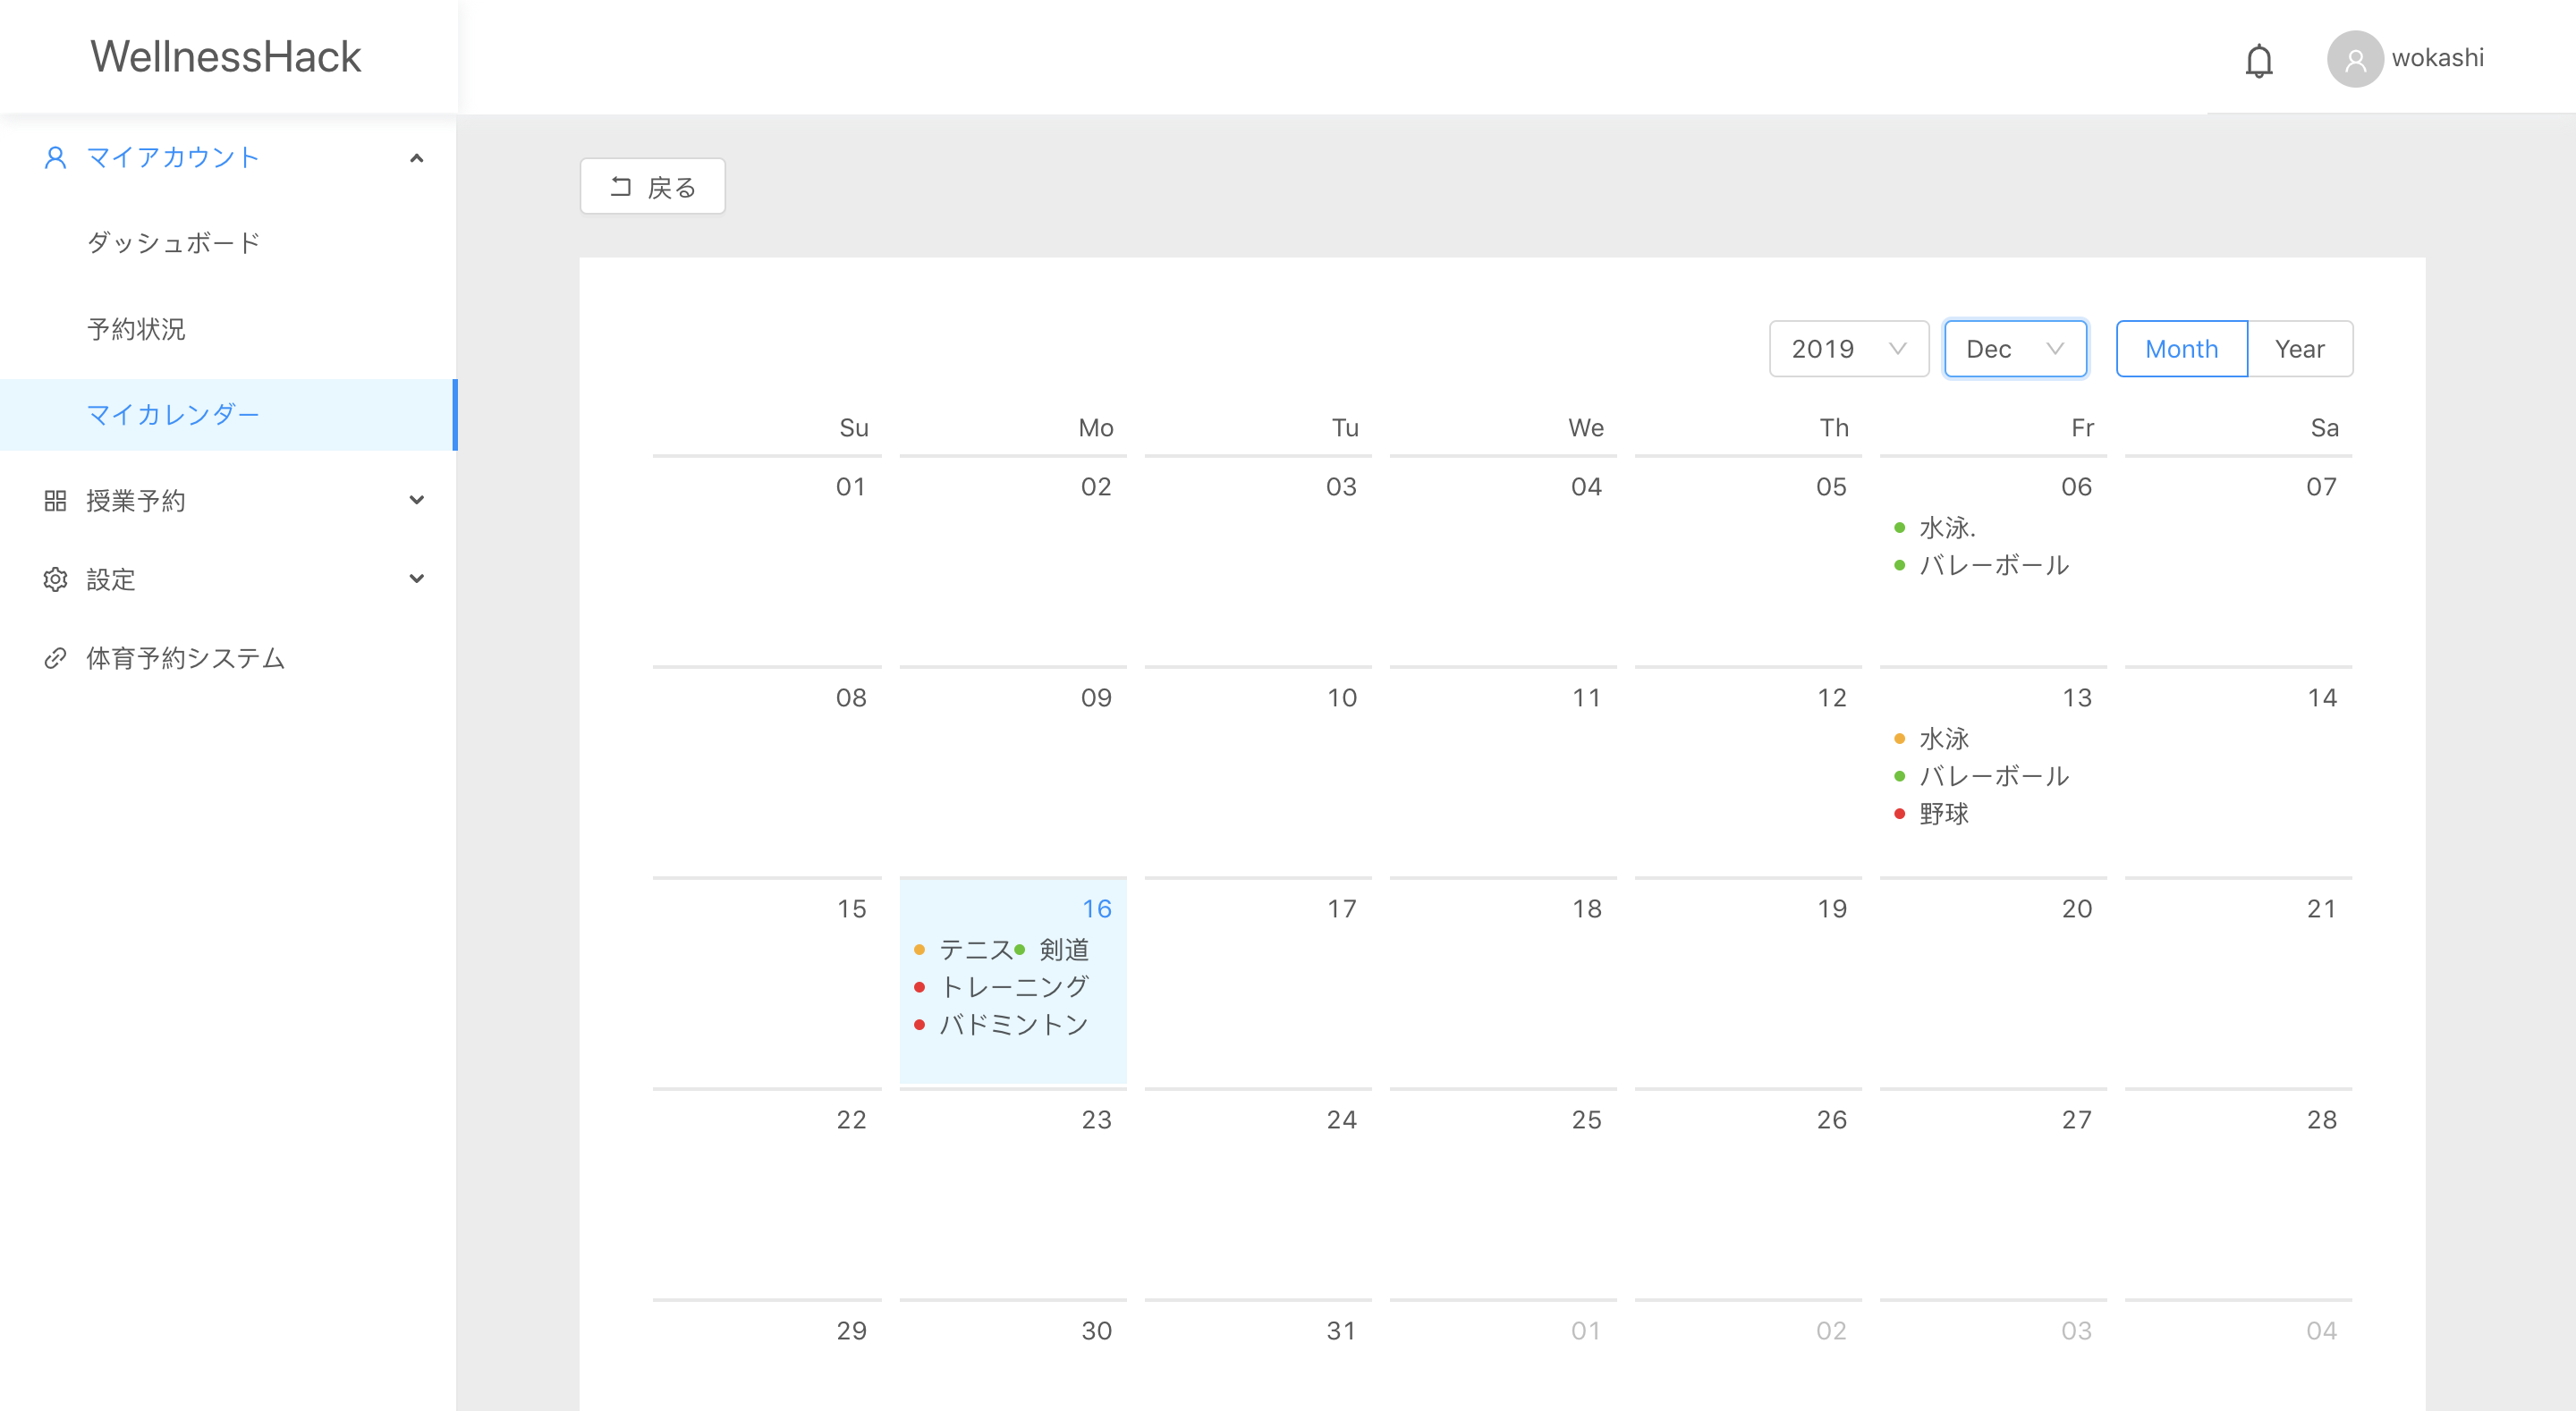 WellnessHack
wokashi
マイアカウント
ダッシュボード
予約状況
マイカレンダー
授業予約
設定
体育予約システム
戻る
2019 Dec Month Year
Su Mo Tu We Th Fr Sa
01 02 03 04 05 06 07
水泳.
バレーボール
08 09 10 11 12 13 14
水泳
バレーボール
野球
15 16 17 18 19 20 21
テニス 剣道
トレーニング
バドミントン
22 23 24 25 26 27 28
29 30 31 01 02 03 04